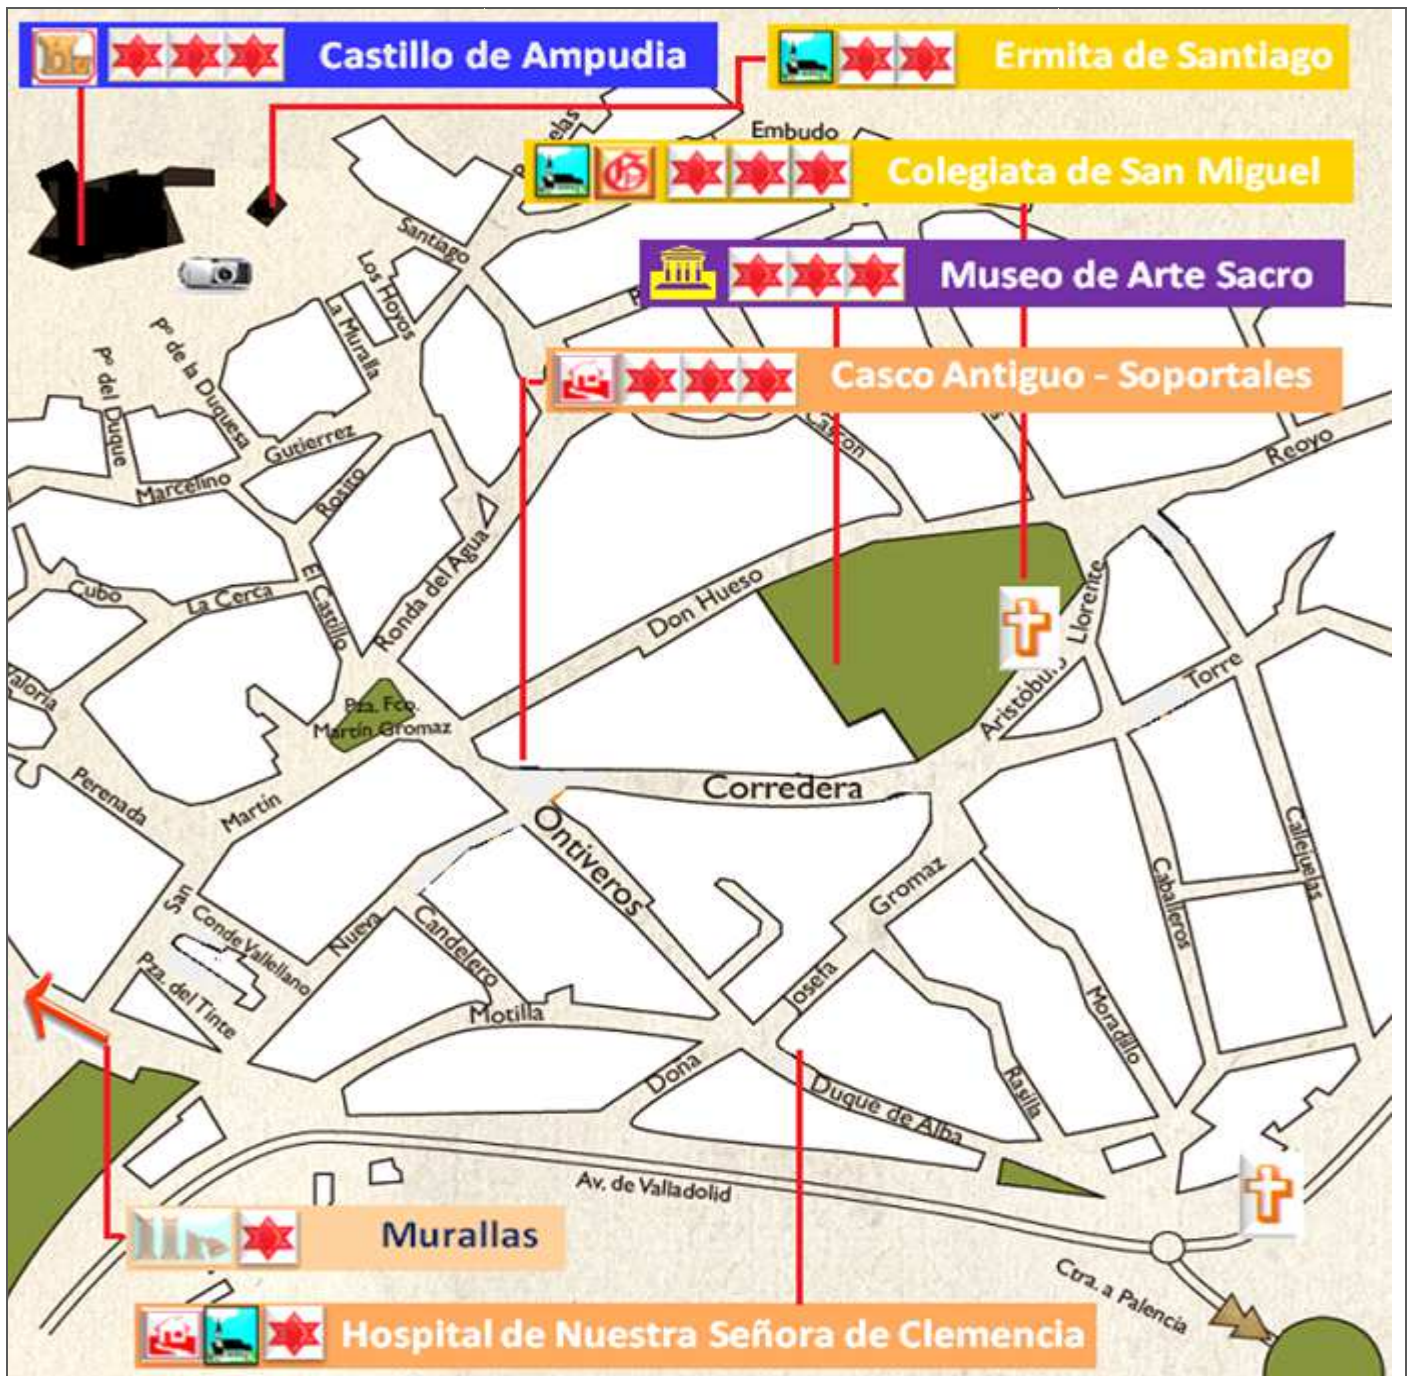 Castillo de Ampudia
Ermita de Santiago
elas
Embudo
Colegiata de San Miguel
Santiago
Museo de Arte Sacro
Los Hoyos
La Muralla
Pº de la Duquesa
Pº del Duque
Casco Antiguo - Soportales
Gutierrez
Marcelino
Rosito
Reoyo
Ronda del Agua
El Castillo
La Cerca
Cubo
Don Hueso
Llorente
Aristóbulo
Torre
Valoria
Pza. Fco.
Martín Gromaz
Perenada
Martín
San
Corredera
Ontiveros
Callejuelas
Caballeros
Gromaz
Josefa
Nueva
Candelero
Conde Vallellano
Pza. del Tinte
Motilla
Moradillo
Rasilla
Dona
Duque de Alba
Av. de Valladolid
Murallas
Ctra. a Palencia
Hospital de Nuestra Señora de Clemencia